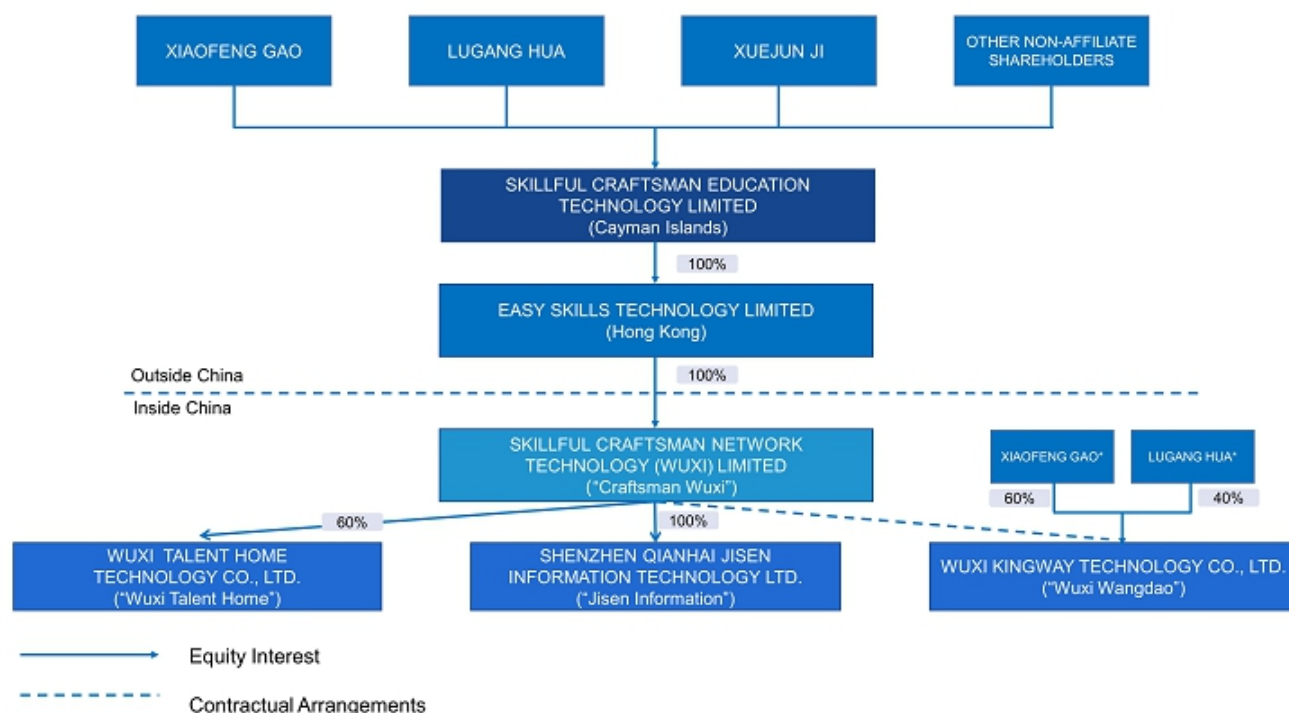 XIAOFENG GAO
LUGANG HUA
XUEJUN JI
OTHER NON-AFFILIATE
SHAREHOLDERS
SKILLFUL CRAFTSMAN EDUCATION
TECHNOLOGY LIMITED
(Cayman Islands)
100%
EASY SKILLS TECHNOLOGY LIMITED
(Hong Kong)
100%
Outside China
Inside China
SKILLFUL CRAFTSMAN NETWORK
TECHNOLOGY (WUXI) LIMITED
("Craftsman Wuxi")
XIAOFENG GAO*
LUGANG HUA*
60%
40%
60%
100%
WUXI TALENT HOME
TECHNOLOGY CO., LTD.
("Wuxi Talent Home")
SHENZHEN QIANHAI JISEN
INFORMATION TECHNOLOGY LTD.
("Jisen Information")
WUXI KINGWAY TECHNOLOGY CO., LTD.
("Wuxi Wangdao")
Equity Interest
Contractual Arrangements